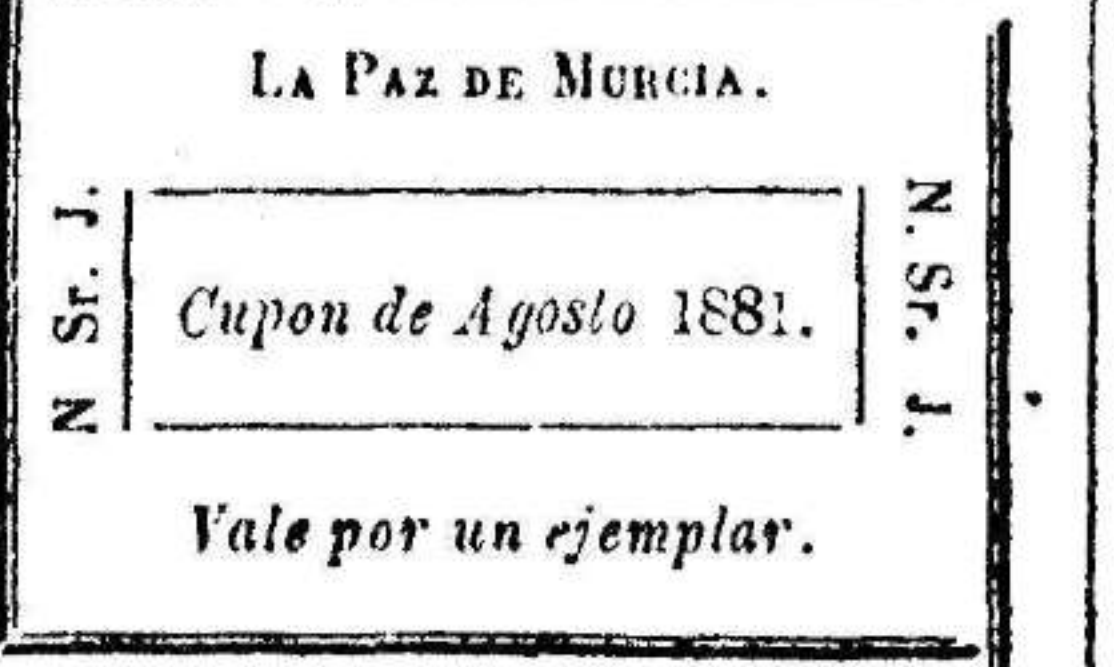 LA PAZ DE MURCIA.
N Sr. J.
Cupon de Agosto 1881.
N. Sr. J.
Vale por un ejemplar.